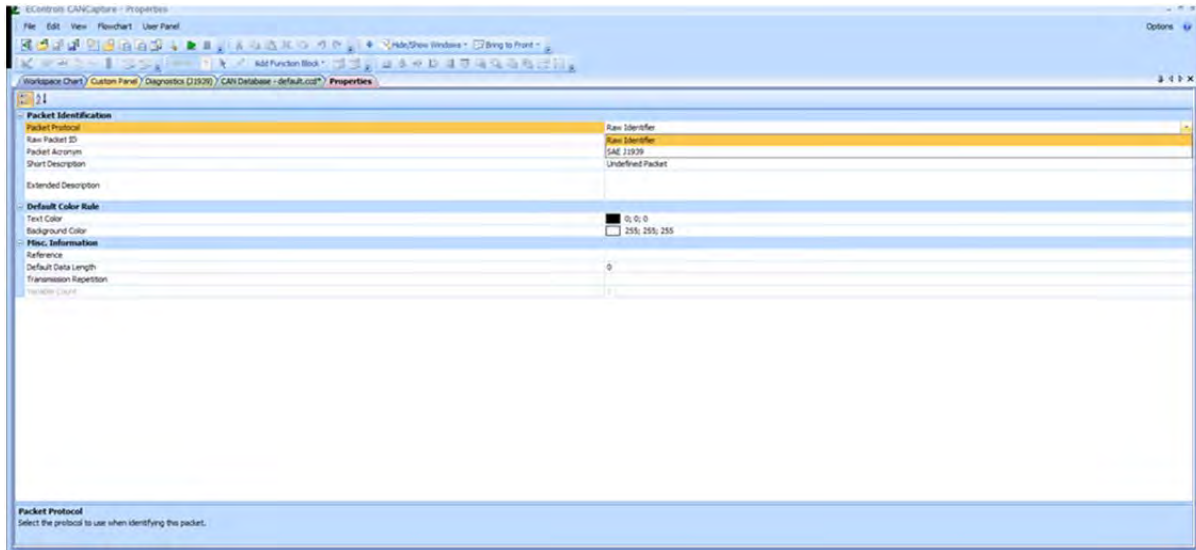 EControls CANCapture - Properties
File Edit View Flowchart User Panel
Options
Hide/Show Windows Bring to Front
Add Function Block
Workspace Chart Custom Panel Diagnostics (J1939) CAN Database - default.ccd* Properties
Packet Identification
Packet Protocol Raw Identifier
Raw Packet ID Raw Identifier
Packet Acronym SAE J1939
Short Description Undefined Packet
Extended Description
Default Color Rule
Text Color 0; 0; 0
Background Color 255; 255; 255
Misc. Information
Reference
Default Data Length 0
Transmission Repetition
Variable Count
Packet Protocol
Select the protocol to use when identifying this packet.